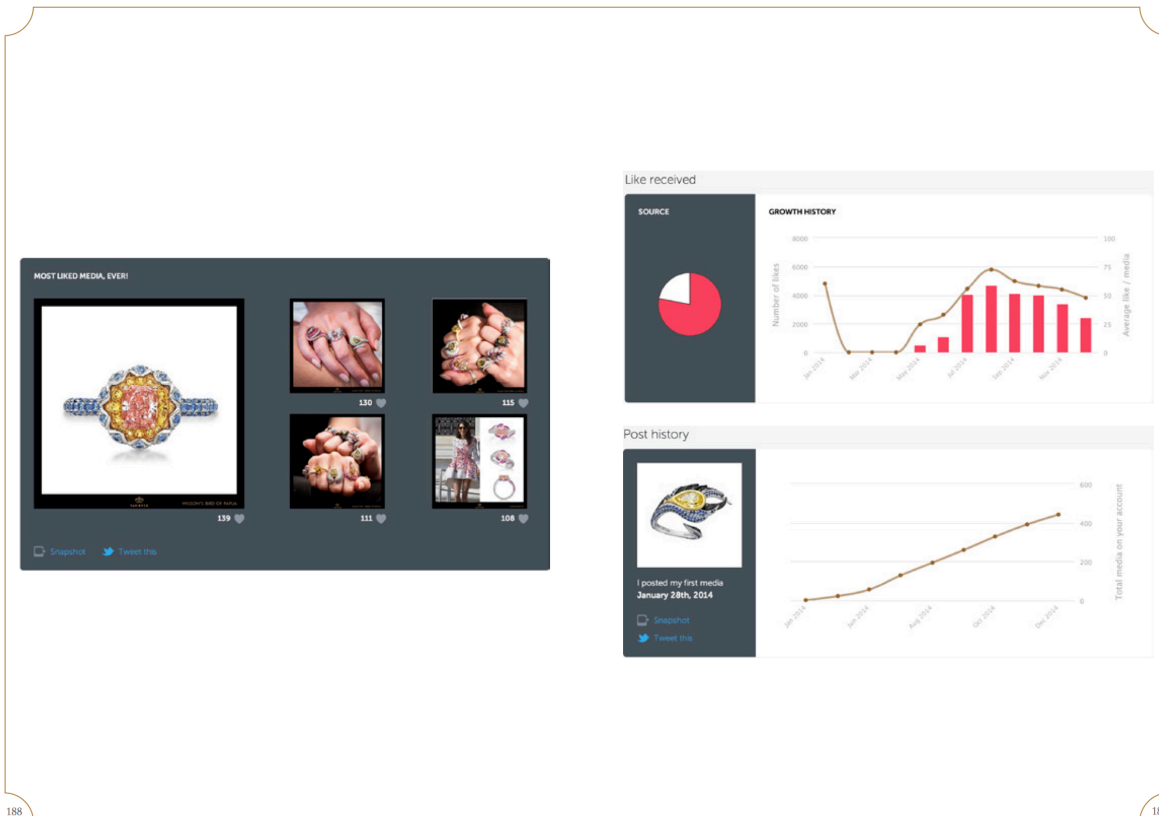 MOST LIKED MEDIA, EVER!
139
130
115
111
108
Snapshot
Tweet this
Like received
SOURCE
GROWTH HISTORY
Number of likes
8000
6000
4000
2000
0
100
75
50
25
0
Average like / media
Jan 2014
Mar 2014
May 2014
Jul 2014
Sep 2014
Nov 2014
Post history
I posted my first media
January 28th, 2014
Snapshot
Tweet this
600
400
200
0
Total media on your account
Jan 2014
Jun 2014
Aug 2014
Oct 2014
Dec 2014
188